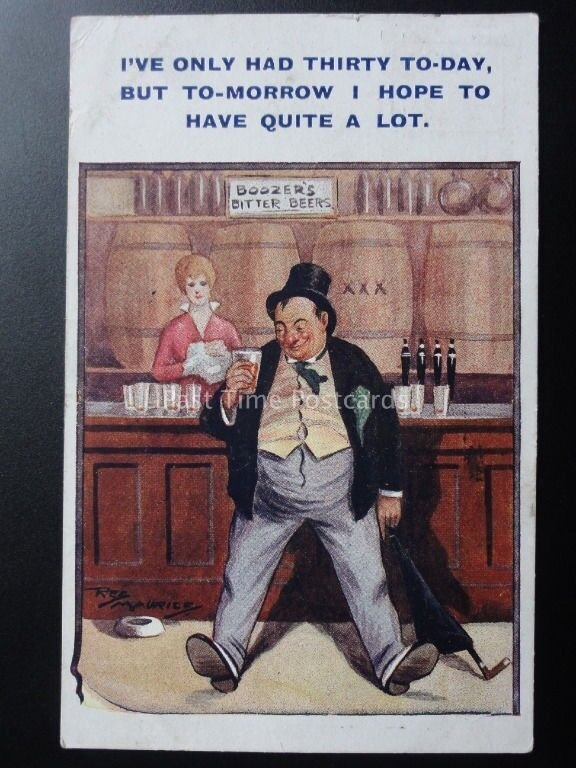 I'VE ONLY HAD THIRTY TO-DAY,
BUT TO-MORROW I HOPE TO
HAVE QUITE A LOT.
BOOZER'S
BITTER BEERS
XXX
Past Time Postcards
REG
MAURICE